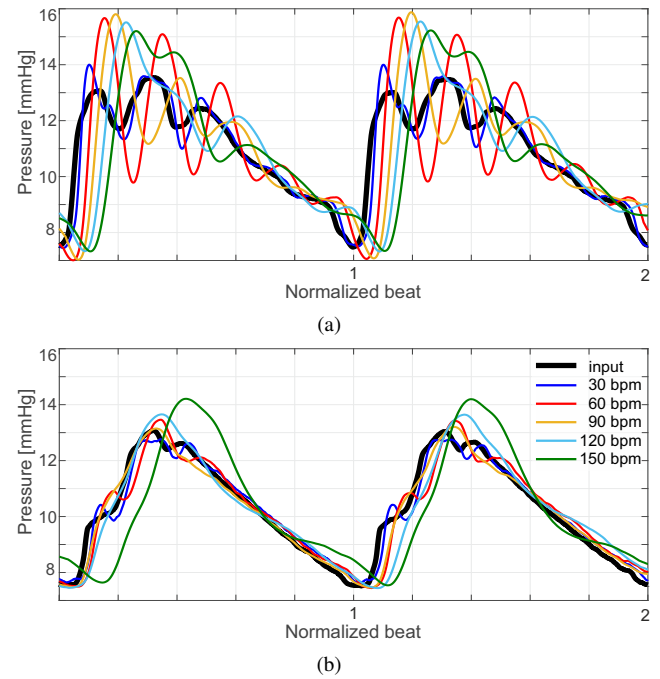 16
14
12
10
8
Pressure [mmHg]
1
2
Normalized beat
(a)
16
14
12
10
8
Pressure [mmHg]
input
30 bpm
60 bpm
90 bpm
120 bpm
150 bpm
1
2
Normalized beat
(b)